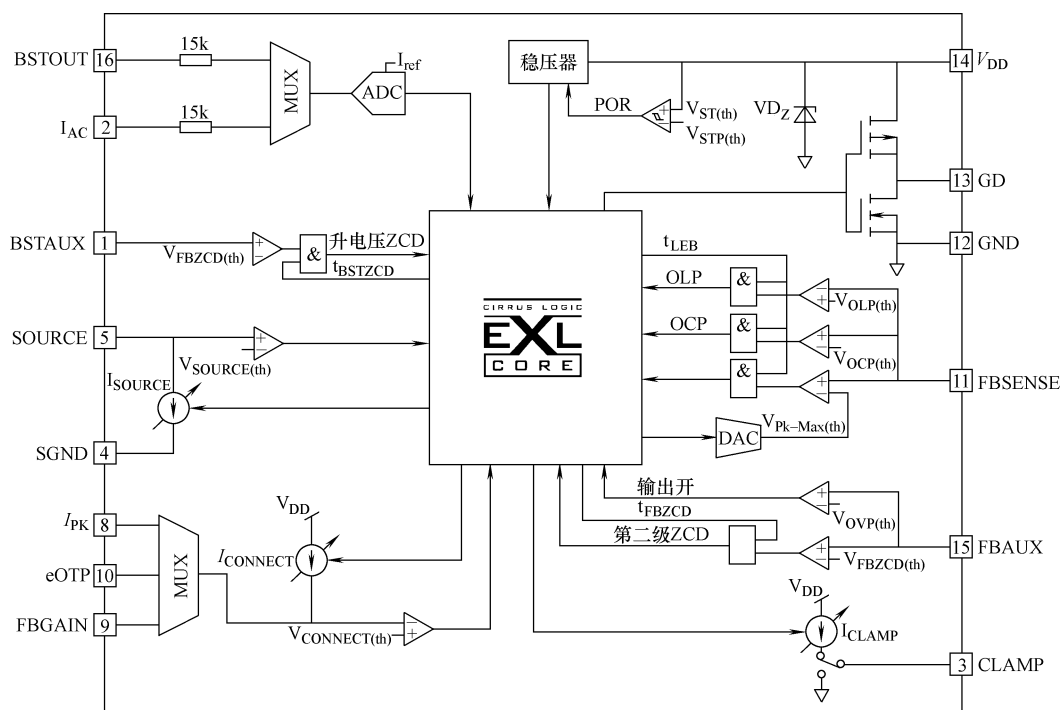 BSTOUT 16 15k
I_AC 2 15k
MUX
ADC
I_ref
稳压器
POR
V_ST(th)
V_STP(th)
VD_Z
14 V_DD
13 GD
12 GND
BSTAUX 1
V_FBZCD(th)
+
−
&
升电压ZCD
t_BSTZCD
SOURCE 5
+
−
V_SOURCE(th)
I_SOURCE
SGND 4
CIRRUS LOGIC
EXL
CORE
t_LEB
OLP
&
−
+
V_OLP(th)
OCP
&
+
−
V_OCP(th)
&
+
−
11 FBSENSE
DAC
V_Pk−Max(th)
I_PK 8
eOTP 10
FBGAIN 9
MUX
V_DD
I_CONNECT
V_CONNECT(th)
−
+
输出开
t_FBZCD
第二级ZCD
+
−
V_OVP(th)
+
−
V_FBZCD(th)
15 FBAUX
V_DD
I_CLAMP
3 CLAMP